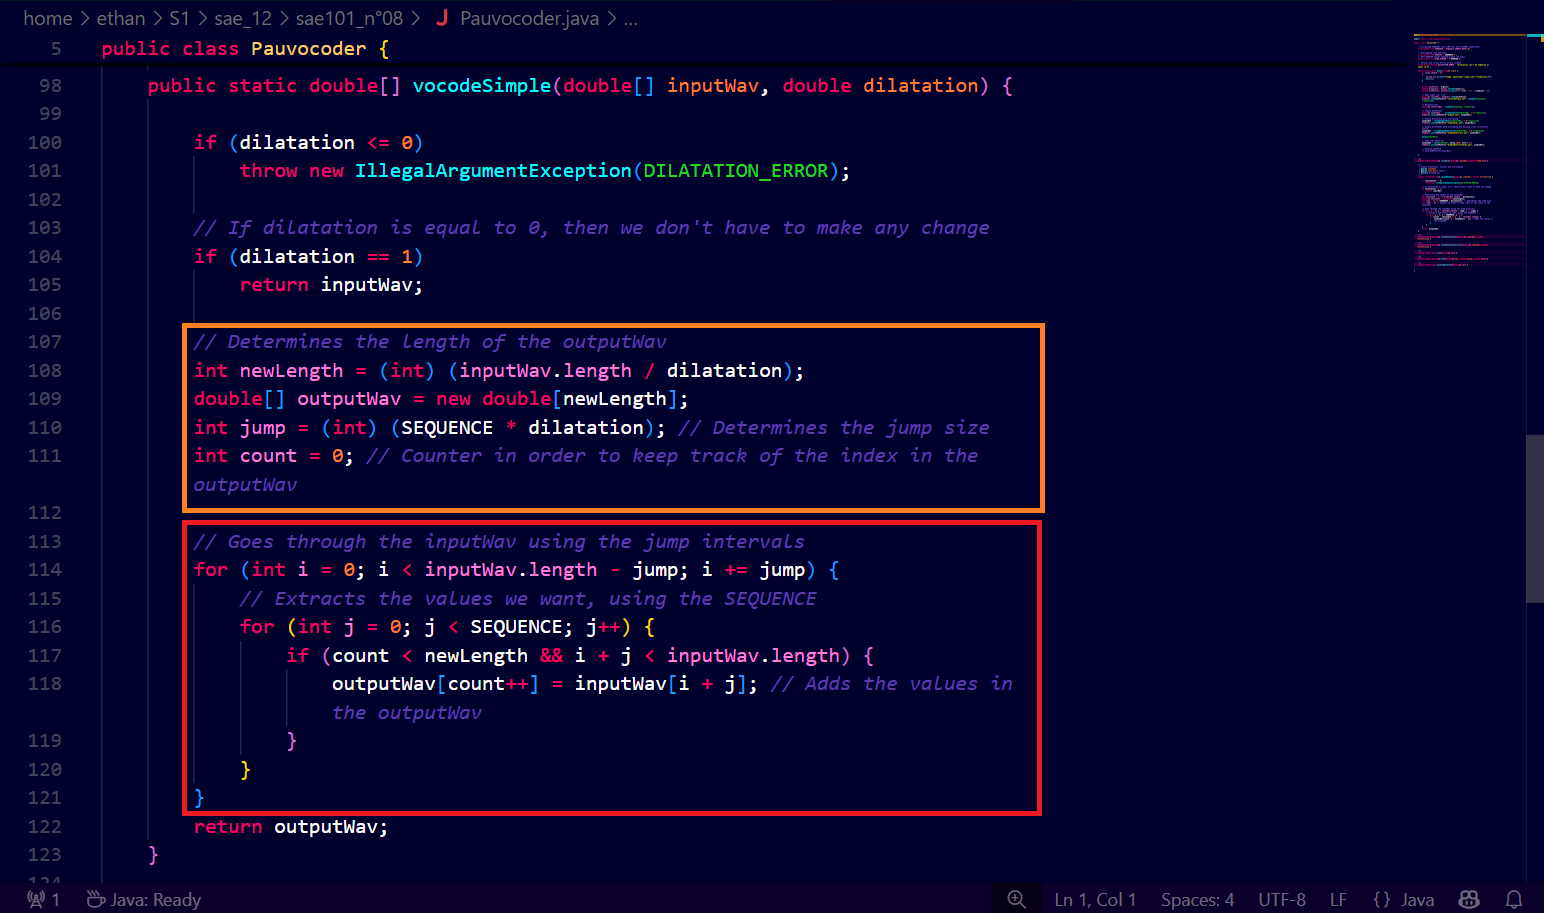 home > ethan > S1 > sae_12 > sae101_n°08 > J Pauvocoder.java > ...
5 public class Pauvocoder {
98 public static double[] vocodeSimple(double[] inputWav, double dilatation) {
99
100 if (dilatation <= 0)
101 throw new IllegalArgumentException(DILATATION_ERROR);
102
103 // If dilatation is equal to 0, then we don't have to make any change
104 if (dilatation == 1)
105 return inputWav;
106
107 // Determines the length of the outputWav
108 int newLength = (int) (inputWav.length / dilatation);
109 double[] outputWav = new double[newLength];
110 int jump = (int) (SEQUENCE * dilatation); // Determines the jump size
111 int count = 0; // Counter in order to keep track of the index in the
outputWav
112
113 // Goes through the inputWav using the jump intervals
114 for (int i = 0; i < inputWav.length - jump; i += jump) {
115 // Extracts the values we want, using the SEQUENCE
116 for (int j = 0; j < SEQUENCE; j++) {
117 if (count < newLength && i + j < inputWav.length) {
118 outputWav[count++] = inputWav[i + j]; // Adds the values in
the outputWav
119 }
120 }
121 }
122 return outputWav;
123 }
124
1 Java: Ready Ln 1, Col 1 Spaces: 4 UTF-8 LF {} Java